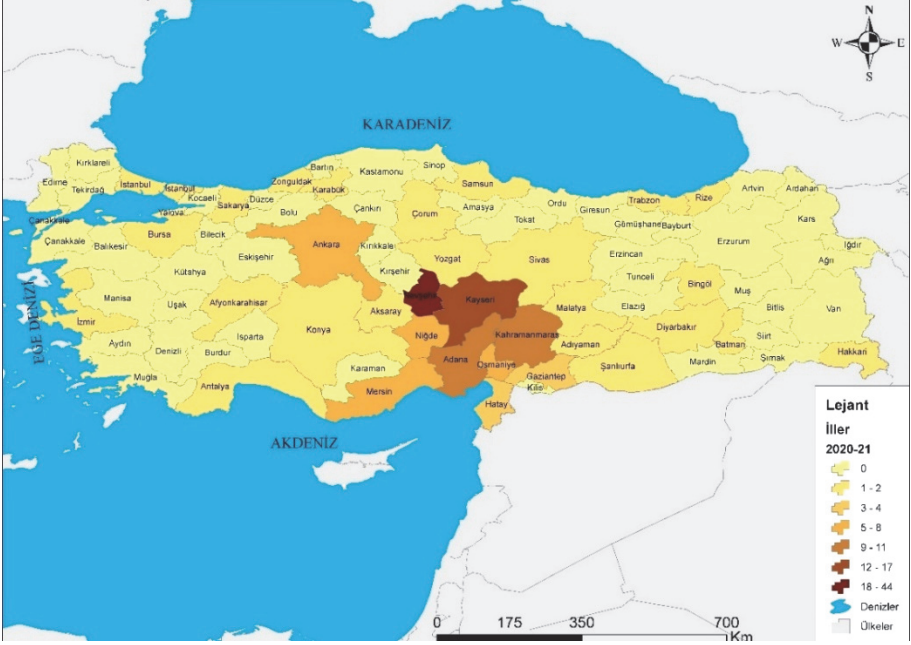 N
W E
S
KARADENİZ
Kırklareli
Edirne
Tekirdağ
İstanbul
İstanbul
Kocaeli
Yalova
Sakarya
Düzce
Zonguldak
Bartın
Karabük
Kastamonu
Sinop
Samsun
Ordu
Giresun
Trabzon
Rize
Artvin
Ardahan
Çanakkale
Çanakkale
Balıkesir
Bursa
Bilecik
Bolu
Çankırı
Çorum
Amasya
Tokat
Gümüşhane
Bayburt
Kars
Iğdır
Erzurum
Ağrı
Eskişehir
Ankara
Kırıkkale
Kırşehir
Yozgat
Sivas
Erzincan
Tunceli
Bingöl
Muş
Kütshya
Manisa
Uşak
Afyonkarahisar
Konya
Aksaray
Kayseri
Malatya
Elazığ
Bitlis
Van
EGE DENİZİ
İzmir
Aydın
Denizli
Burdur
Isparta
Niğde
Kahramanmaraş
Adıyaman
Diyarbakır
Batman
Siirt
Şırnak
Hakkari
Muğla
Antalya
Karaman
Mersin
Adana
Osmaniye
Gaziantep
Kilis
Hatay
Şanlıurfa
Mardin
AKDENİZ
Lejant
İller
2020-21
0
1 - 2
3 - 4
5 - 8
9 - 11
12 - 17
18 - 44
Denizler
Ülkeler
0 175 350 700
Km